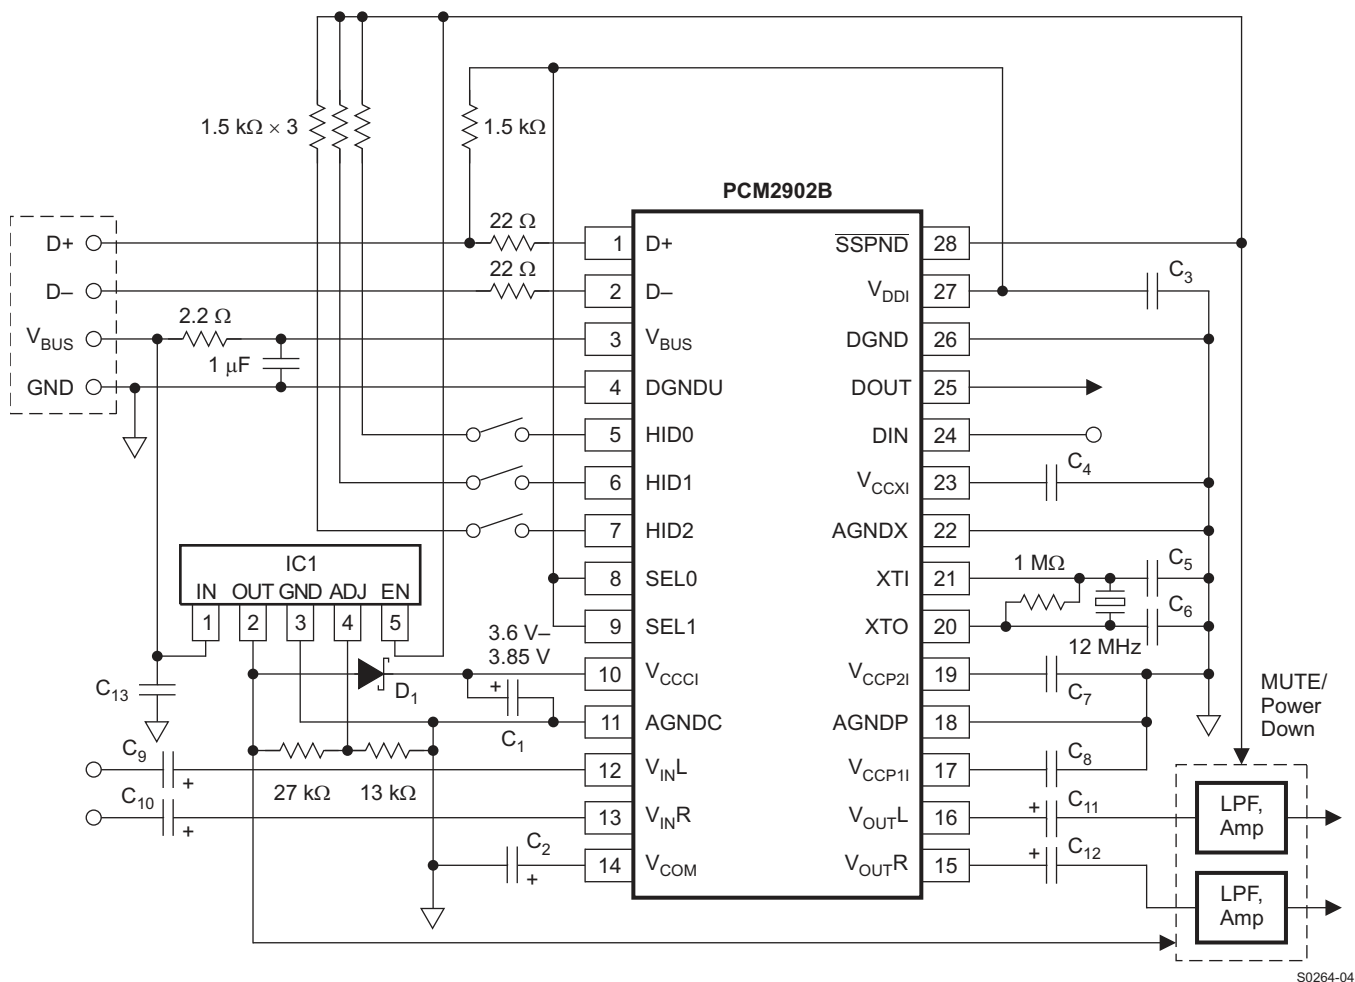 1.5 kΩ × 3
1.5 kΩ
PCM2902B
D+
22 Ω
1
D+
SSPND
28
D–
22 Ω
2
D–
VDDI
27
C3
VBUS
2.2 Ω
3
VBUS
DGND
26
1 μF
GND
4
DGNDU
DOUT
25
5
HID0
DIN
24
6
HID1
VCCXI
23
C4
7
HID2
AGNDX
22
IC1
IN OUT GND ADJ EN
1 2 3 4 5
8
SEL0
XTI
21
1 MΩ
C5
9
SEL1
XTO
20
12 MHz
C6
3.6 V–
3.85 V
10
VCCCI
VCCP2I
19
C7
C13
D1
+
C1
11
AGNDC
AGNDP
18
MUTE/
Power
Down
C9
+
12
VINL
VCCP1I
17
C8
27 kΩ
13 kΩ
C10
+
13
VINR
VOUTL
16
+
C11
LPF,
Amp
C2
+
14
VCOM
VOUTR
15
+
C12
LPF,
Amp
S0264-04